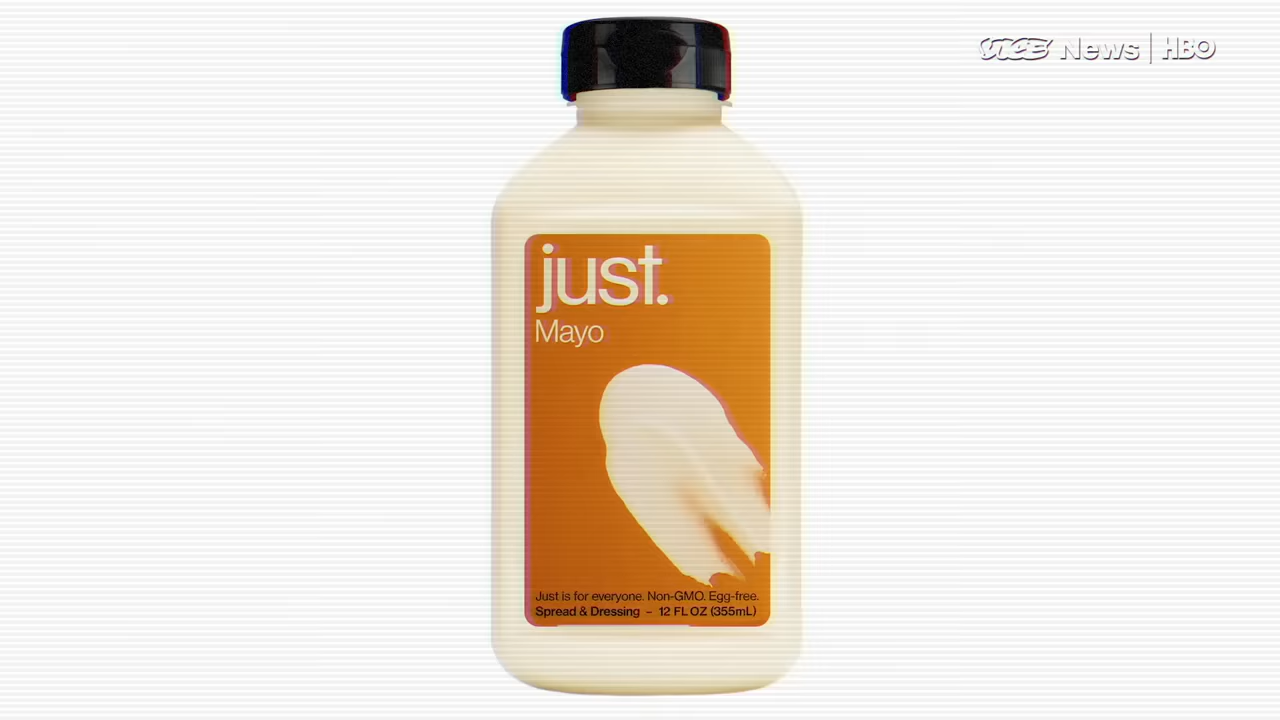 VICE News | HBO
just.
Mayo
Just is for everyone. Non-GMO. Egg-free.
Spread & Dressing – 12 FL OZ (355mL)